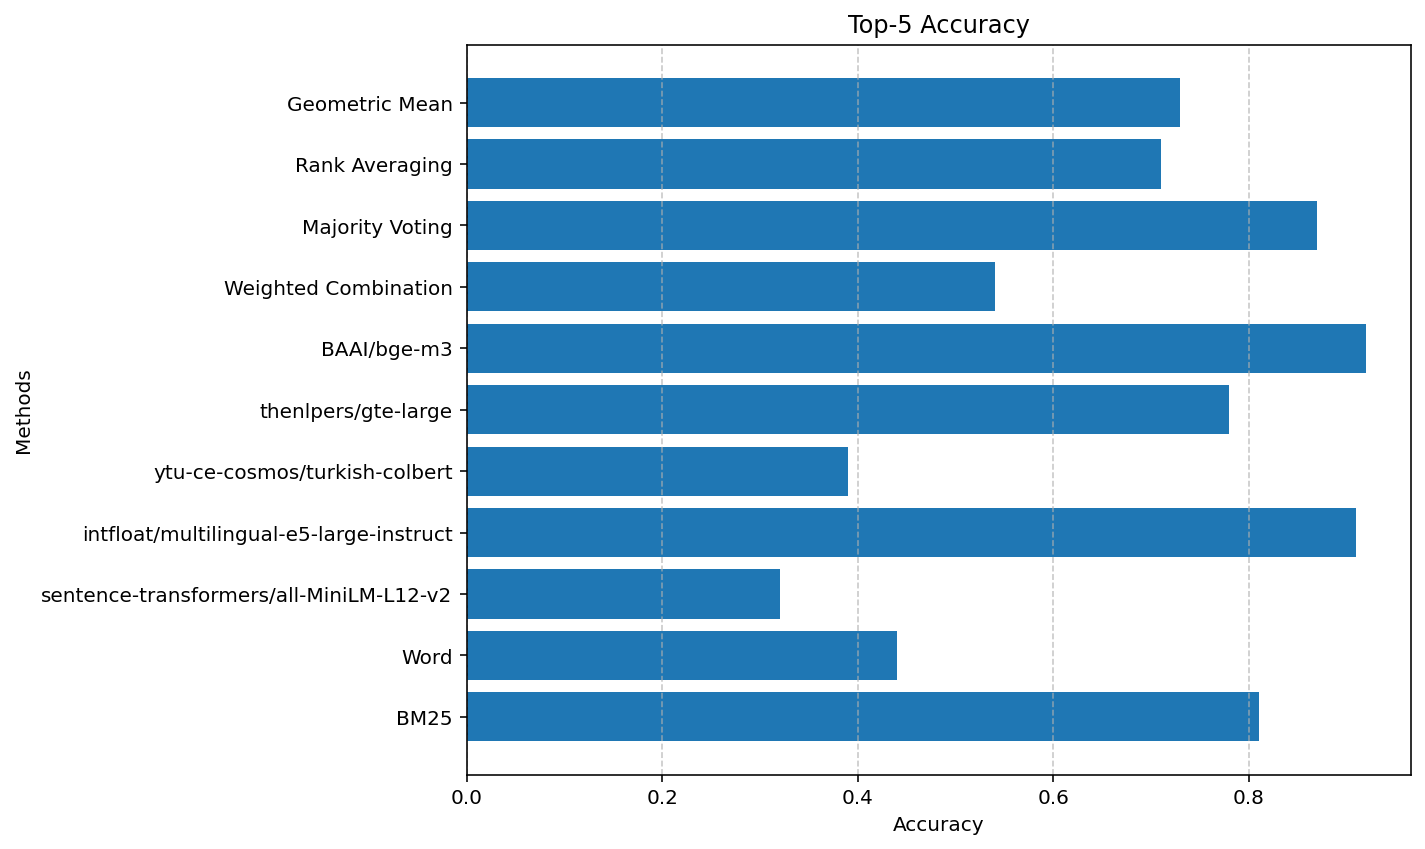 Top-5 Accuracy
Methods
Geometric Mean
Rank Averaging
Majority Voting
Weighted Combination
BAAI/bge-m3
thenlpers/gte-large
ytu-ce-cosmos/turkish-colbert
intfloat/multilingual-e5-large-instruct
sentence-transformers/all-MiniLM-L12-v2
Word
BM25
0.0 0.2 0.4 0.6 0.8
Accuracy